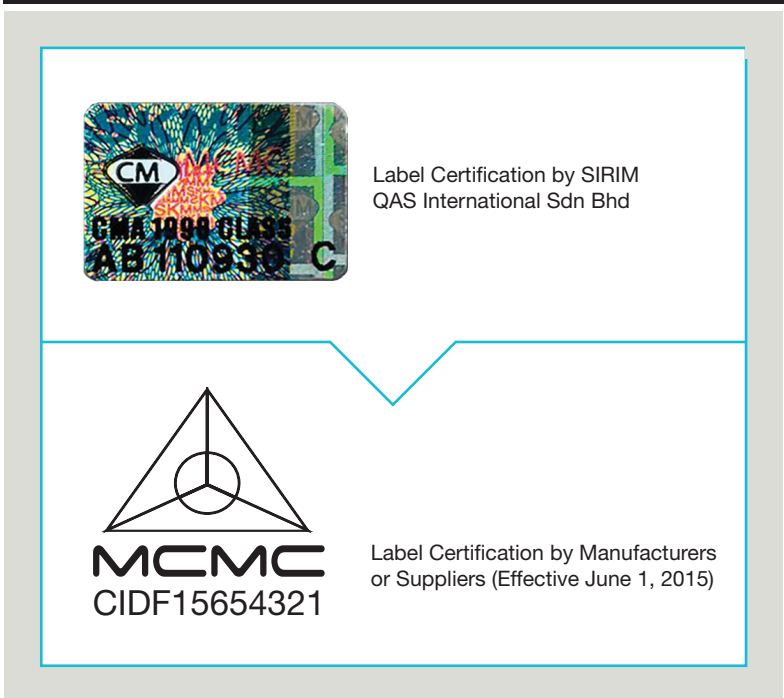 CM
MCMC
CMA 1998 CLASS
AB 110930 C
Label Certification by SIRIM
QAS International Sdn Bhd
MCMC
CIDF15654321
Label Certification by Manufacturers
or Suppliers (Effective June 1, 2015)